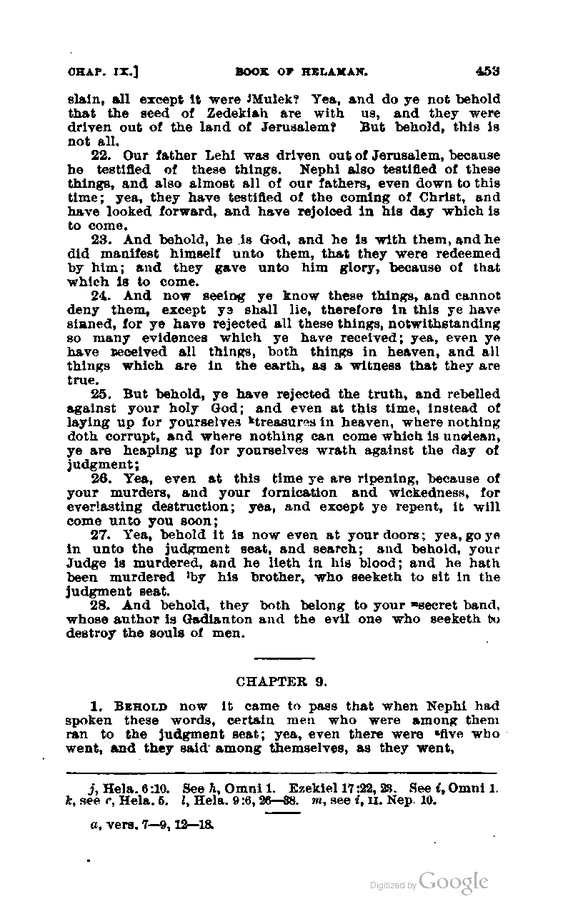 CHAP. IX.] BOOK OF HELAMAN. 453
slain, all except it were jMulek? Yea, and do ye not behold
that the seed of Zedekiah are with us, and they were
driven out of the land of Jerusalem? But behold, this is
not all.
22. Our father Lehi was driven out of Jerusalem, because
he testified of these things. Nephi also testified of these
things, and also almost all of our fathers, even down to this
time; yea, they have testified of the coming of Christ, and
have looked forward, and have rejoiced in his day which is
to come.
23. And behold, he is God, and he is with them, and he
did manifest himself unto them, that they were redeemed
by him; and they gave unto him glory, because of that
which is to come.
24. And now seeing ye know these things, and cannot
deny them, except ye shall lie, therefore in this ye have
sinned, for ye have rejected all these things, notwithstanding
so many evidences which ye have received; yea, even ye
have received all things, both things in heaven, and all
things which are in the earth, as a witness that they are
true.
25. But behold, ye have rejected the truth, and rebelled
against your holy God; and even at this time, instead of
laying up for yourselves ktreasures in heaven, where nothing
doth corrupt, and where nothing can come which is unclean,
ye are heaping up for yourselves wrath against the day of
judgment;
26. Yea, even at this time ye are ripening, because of
your murders, and your fornication and wickedness, for
everlasting destruction; yea, and except ye repent, it will
come unto you soon;
27. Yea, behold it is now even at your doors; yea, go ye
in unto the judgment seat, and search; and behold, your
Judge is murdered, and he lieth in his blood; and he hath
been murdered lby his brother, who seeketh to sit in the
judgment seat.
28. And behold, they both belong to your msecret band,
whose author is Gadianton and the evil one who seeketh to
destroy the souls of men.
CHAPTER 9.
1. BEHOLD now it came to pass that when Nephi had
spoken these words, certain men who were among them
ran to the judgment seat; yea, even there were afive who
went, and they said among themselves, as they went,
j, Hela. 6:10. See h, Omni 1. Ezekiel 17:22, 23. See i, Omni 1.
k, see r, Hela. 5. l, Hela. 9:6, 26—38. m, see i, II. Nep. 10.
a, vers. 7—9, 12—18.
Digitized by Google